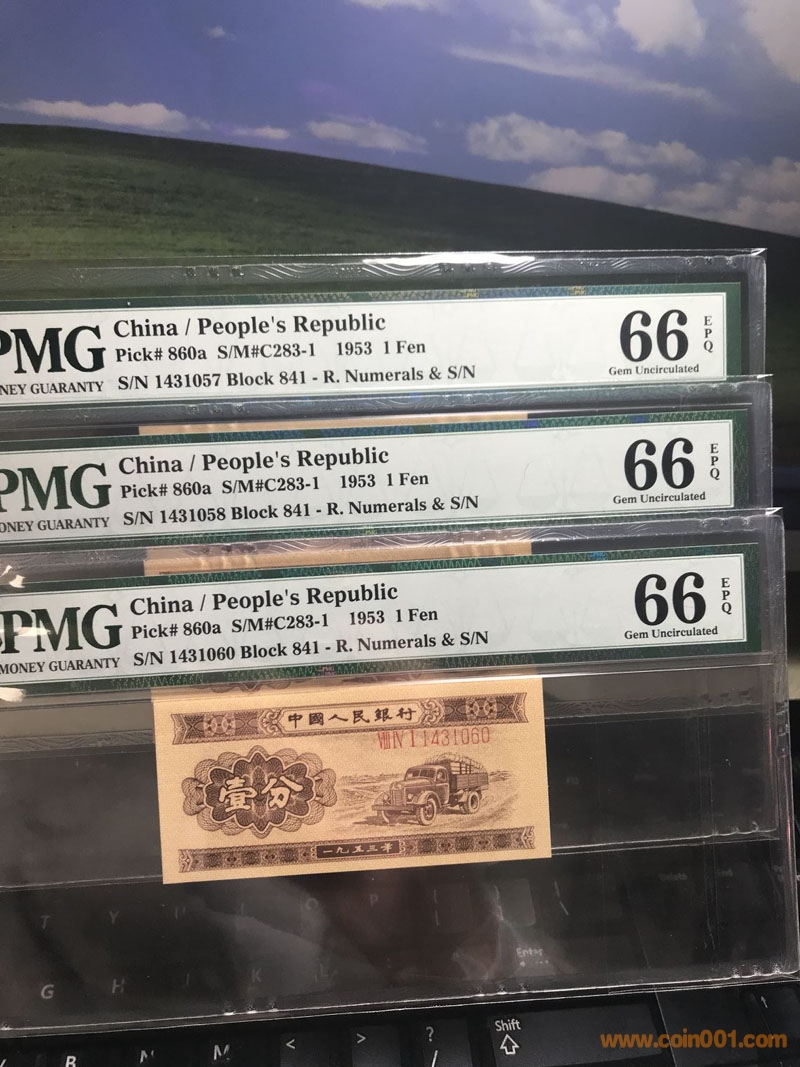 PMG
China / People's Republic
Pick# 860a S/M#C283-1 1953 1 Fen
S/N 1431057 Block 841 - R. Numerals & S/N
66
EPQ
Gem Uncirculated
GUARANTY
PMG
China / People's Republic
Pick# 860a S/M#C283-1 1953 1 Fen
S/N 1431058 Block 841 - R. Numerals & S/N
66
EPQ
Gem Uncirculated
GUARANTY
PMG
China / People's Republic
Pick# 860a S/M#C283-1 1953 1 Fen
S/N 1431060 Block 841 - R. Numerals & S/N
66
EPQ
Gem Uncirculated
MONEY GUARANTY
中國人民銀行
VIII IV I 1431060
壹分
一九五三年
T Y U I O P
Enter
G H J K L
B N M < > ? /
Shift
www.coin001.com